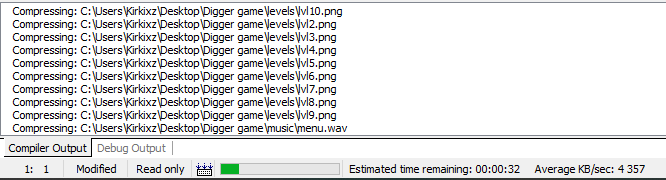 Compressing: C:\Users\Kirkixz\Desktop\Digger game\levels\lvl10.png
Compressing: C:\Users\Kirkixz\Desktop\Digger game\levels\lvl2.png
Compressing: C:\Users\Kirkixz\Desktop\Digger game\levels\lvl3.png
Compressing: C:\Users\Kirkixz\Desktop\Digger game\levels\lvl4.png
Compressing: C:\Users\Kirkixz\Desktop\Digger game\levels\lvl5.png
Compressing: C:\Users\Kirkixz\Desktop\Digger game\levels\lvl6.png
Compressing: C:\Users\Kirkixz\Desktop\Digger game\levels\lvl7.png
Compressing: C:\Users\Kirkixz\Desktop\Digger game\levels\lvl8.png
Compressing: C:\Users\Kirkixz\Desktop\Digger game\levels\lvl9.png
Compressing: C:\Users\Kirkixz\Desktop\Digger game\music\menu.wav
Compiler Output Debug Output
1: 1 Modified Read only Estimated time remaining: 00:00:32 Average KB/sec: 4 357